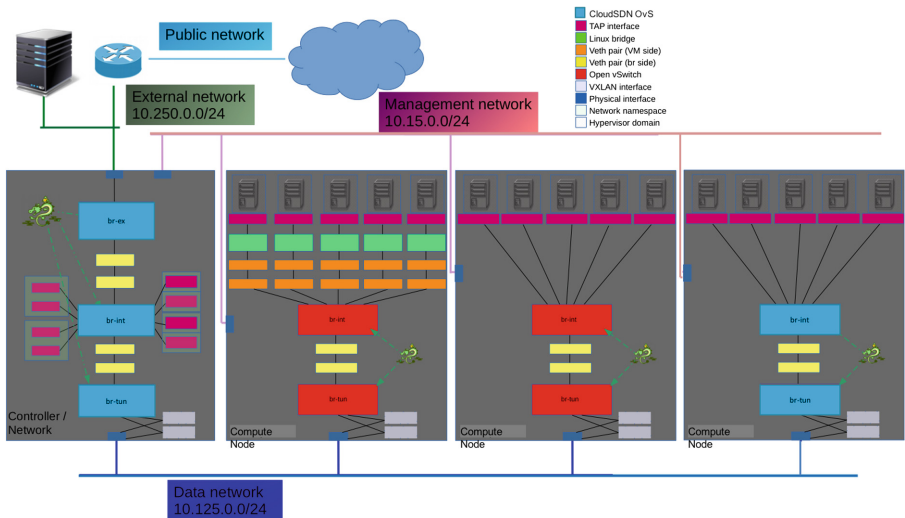 Public network
External network
10.250.0.0/24
Management network
10.15.0.0/24
CloudSDN OvS
TAP interface
Linux bridge
Veth pair (VM side)
Veth pair (br side)
Open vSwitch
VXLAN interface
Physical interface
Network namespace
Hypervisor domain
br-ex
br-int
br-tun
Controller /
Network
br-int
br-tun
Compute
Node
br-int
br-tun
Compute
Node
br-int
br-tun
Compute
Node
Data network
10.125.0.0/24